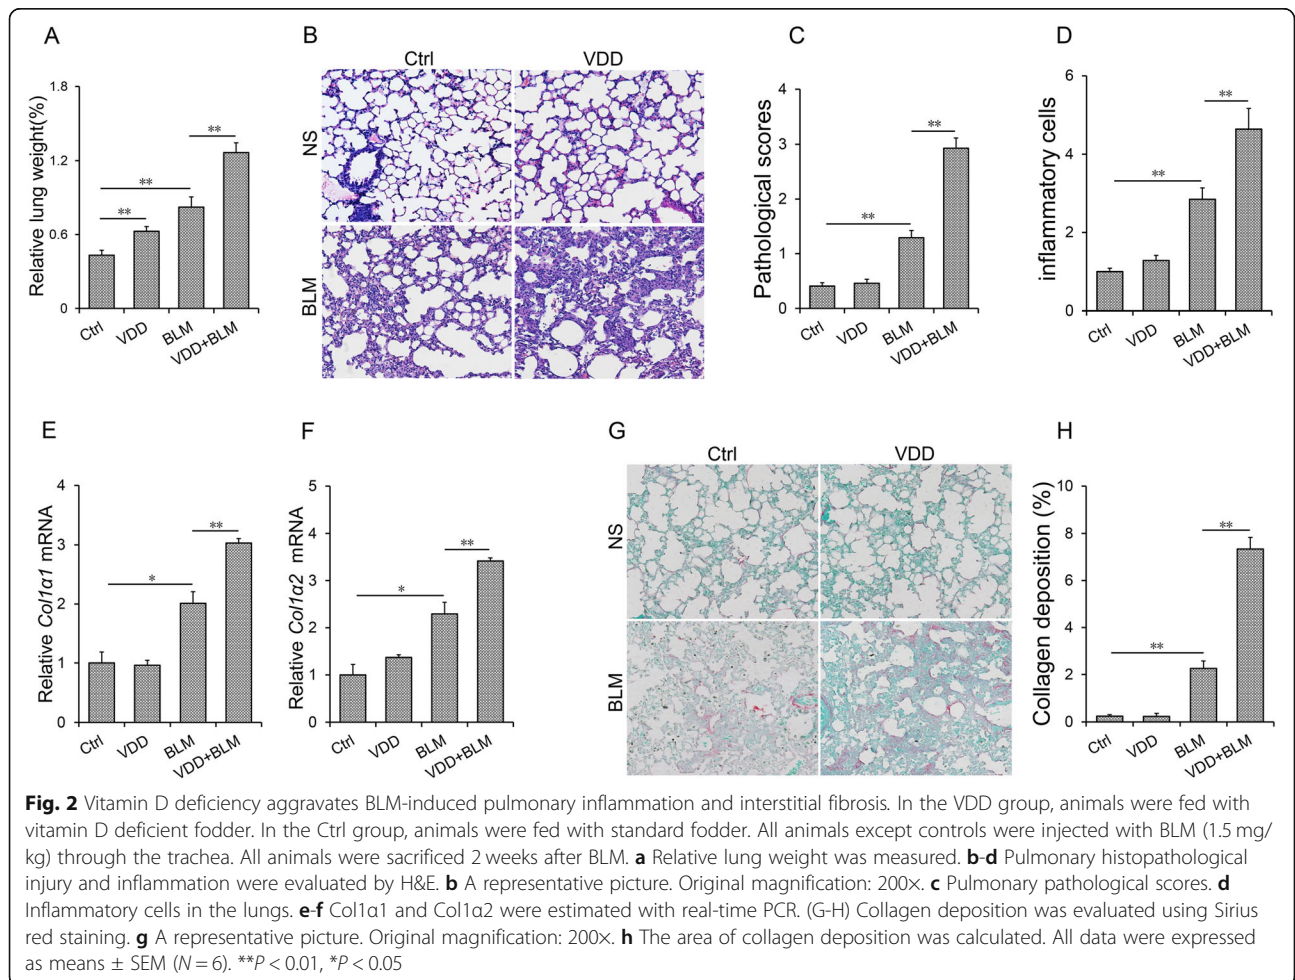 A
Relative lung weight(%)
1.8
1.2
0.6
0
**
**
**
Ctrl
VDD
BLM
VDD+BLM
B
Ctrl
VDD
NS
BLM
C
Pathological scores
4
3
2
1
0
**
**
Ctrl
VDD
BLM
VDD+BLM
D
inflammatory cells
6
4
2
0
**
**
Ctrl
VDD
BLM
VDD+BLM
E
Relative Col1α1 mRNA
4
3
2
1
0
**
*
Ctrl
VDD
BLM
VDD+BLM
F
Relative Col1α2 mRNA
5
4
3
2
1
0
**
*
Ctrl
VDD
BLM
VDD+BLM
G
Ctrl
VDD
NS
BLM
H
Collagen deposition (%)
10
8
6
4
2
0
**
**
Ctrl
VDD
BLM
VDD+BLM
Fig. 2 Vitamin D deficiency aggravates BLM-induced pulmonary inflammation and interstitial fibrosis. In the VDD group, animals were fed with
vitamin D deficient fodder. In the Ctrl group, animals were fed with standard fodder. All animals except controls were injected with BLM (1.5 mg/
kg) through the trachea. All animals were sacrificed 2 weeks after BLM. a Relative lung weight was measured. b-d Pulmonary histopathological
injury and inflammation were evaluated by H&E. b A representative picture. Original magnification: 200×. c Pulmonary pathological scores. d
Inflammatory cells in the lungs. e-f Col1α1 and Col1α2 were estimated with real-time PCR. (G-H) Collagen deposition was evaluated using Sirius
red staining. g A representative picture. Original magnification: 200×. h The area of collagen deposition was calculated. All data were expressed
as means ± SEM (N = 6). **P < 0.01, *P < 0.05